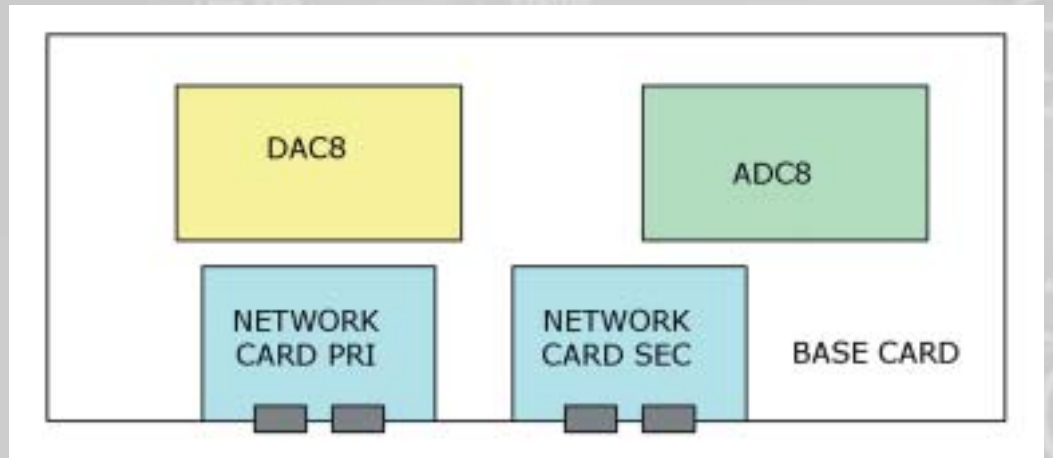 DAC8
ADC8
NETWORK
CARD PRI
NETWORK
CARD SEC
BASE CARD